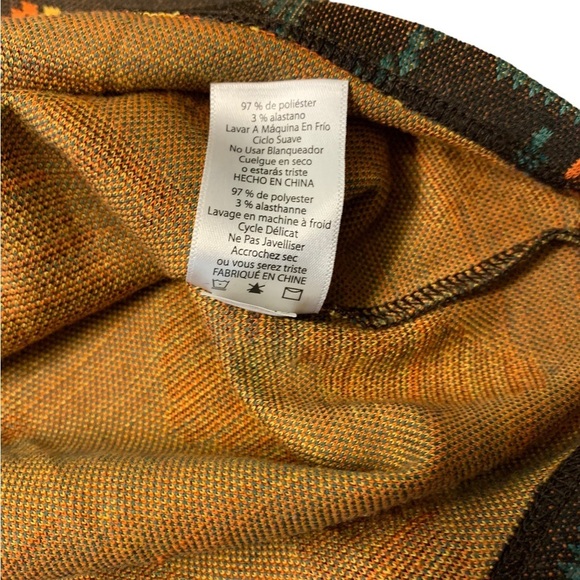 97 % de poliéster
3 % alastano
Lavar A Máquina En Frío
Ciclo Suave
No Usar Blanqueador
Cuelgue en seco
o estarás triste
HECHO EN CHINA
97 % de polyester
3 % alasthanne
Lavage en machine à froid
Cycle Délicat
Ne Pas Javelliser
Accrochez sec
ou vous serez triste
FABRIQUÉ EN CHINE